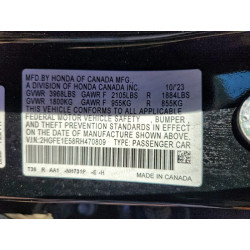 MFD. BY HONDA OF CANADA MFG.,
A DIVISION OF HONDA CANADA INC. 10/23
GVWR 3968LBS GAWR F 2105LBS R 1884LBS
GVWR 1800KG GAWR F 955KG R 855KG
THIS VEHICLE CONFORMS TO ALL APPLICABLE
FEDERAL MOTOR VEHICLE SAFETY BUMPER,
AND THEFT PREVENTION STANDARDS IN EFFECT
ON THE DATE OF MANUFACTURE SHOWN ABOVE.
V.I.N.:2HGFE1E58RH470809 TYPE: PASSENGER CAR
MADE IN CANADA